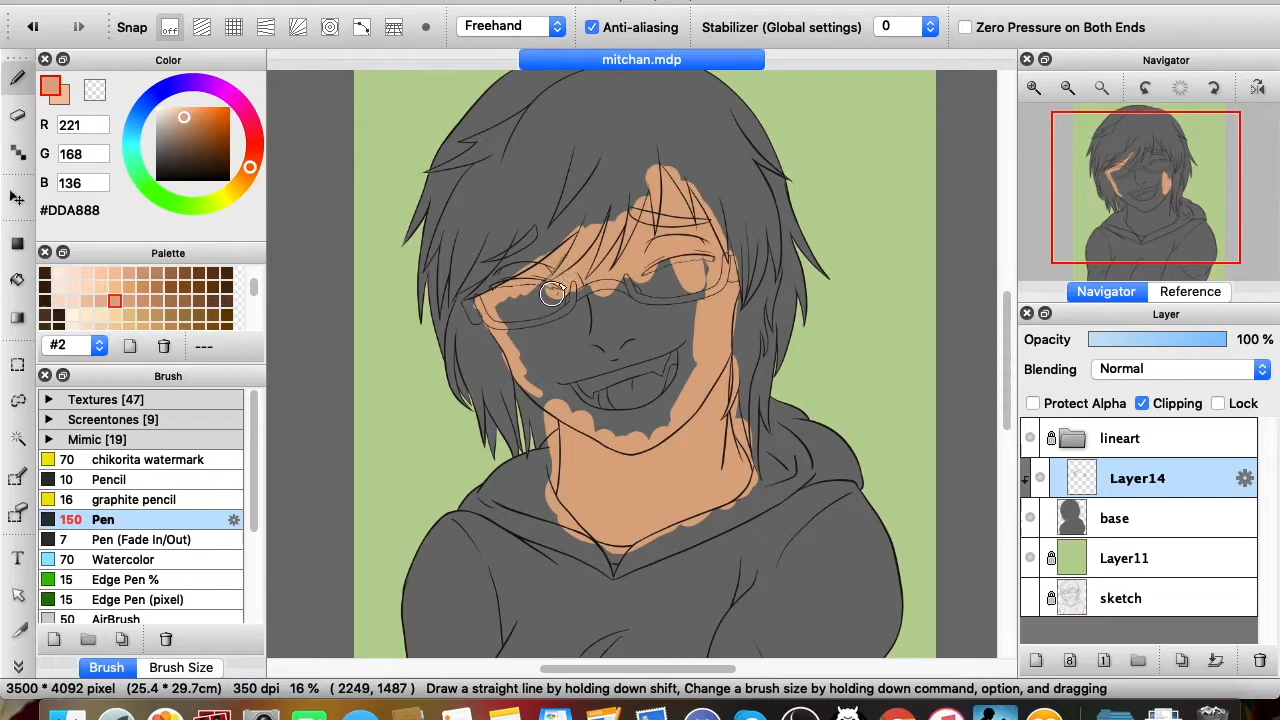 Snap
off
Freehand
Anti-aliasing
Stabilizer (Global settings)
0
Zero Pressure on Both Ends
Color
mitchan.mdp
Navigator
R 221
G 168
B 136
#DDA888
Palette
#2
---
Navigator
Reference
Layer
Opacity
100 %
Blending
Normal
Protect Alpha
Clipping
Lock
lineart
Layer14
base
Layer11
sketch
Brush
Textures [47]
Screentones [9]
Mimic [19]
70 chikorita watermark
10 Pencil
16 graphite pencil
150 Pen
7 Pen (Fade In/Out)
70 Watercolor
15 Edge Pen %
15 Edge Pen (pixel)
50 AirBrush
Brush
Brush Size
3500 * 4092 pixel (25.4 * 29.7cm) 350 dpi 16 % ( 2249, 1487 ) Draw a straight line by holding down shift, Change a brush size by holding down command, option, and dragging